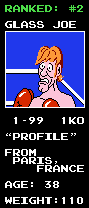 RANKED: #2
GLASS JOE
1-99 1KO
"PROFILE"
FROM
PARIS,
FRANCE
AGE: 38
WEIGHT:110